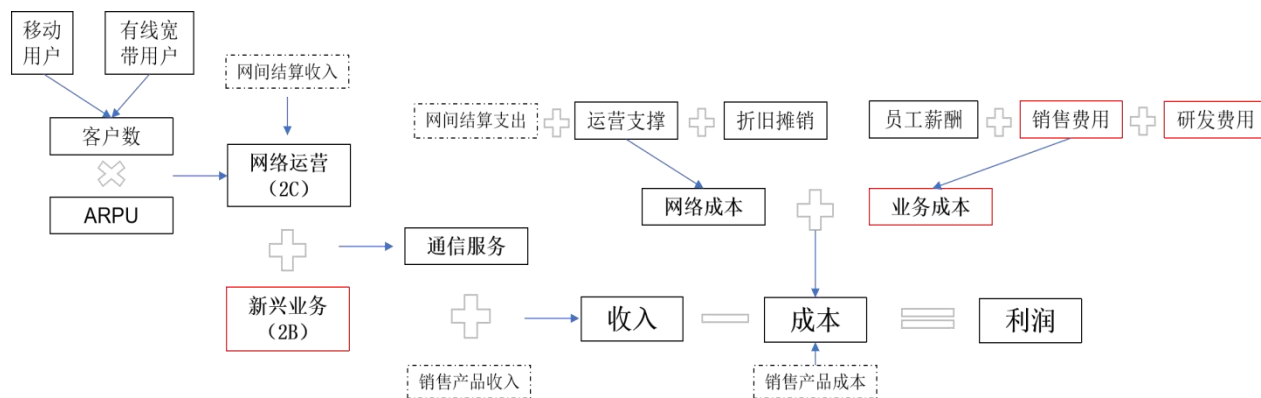 移动
用户
有线宽
带用户
网间结算收入
客户数
ARPU
网络运营
（2C）
新兴业务
（2B）
通信服务
销售产品收入
网间结算支出
运营支撑
折旧摊销
员工薪酬
销售费用
研发费用
网络成本
业务成本
收入
成本
利润
销售产品成本